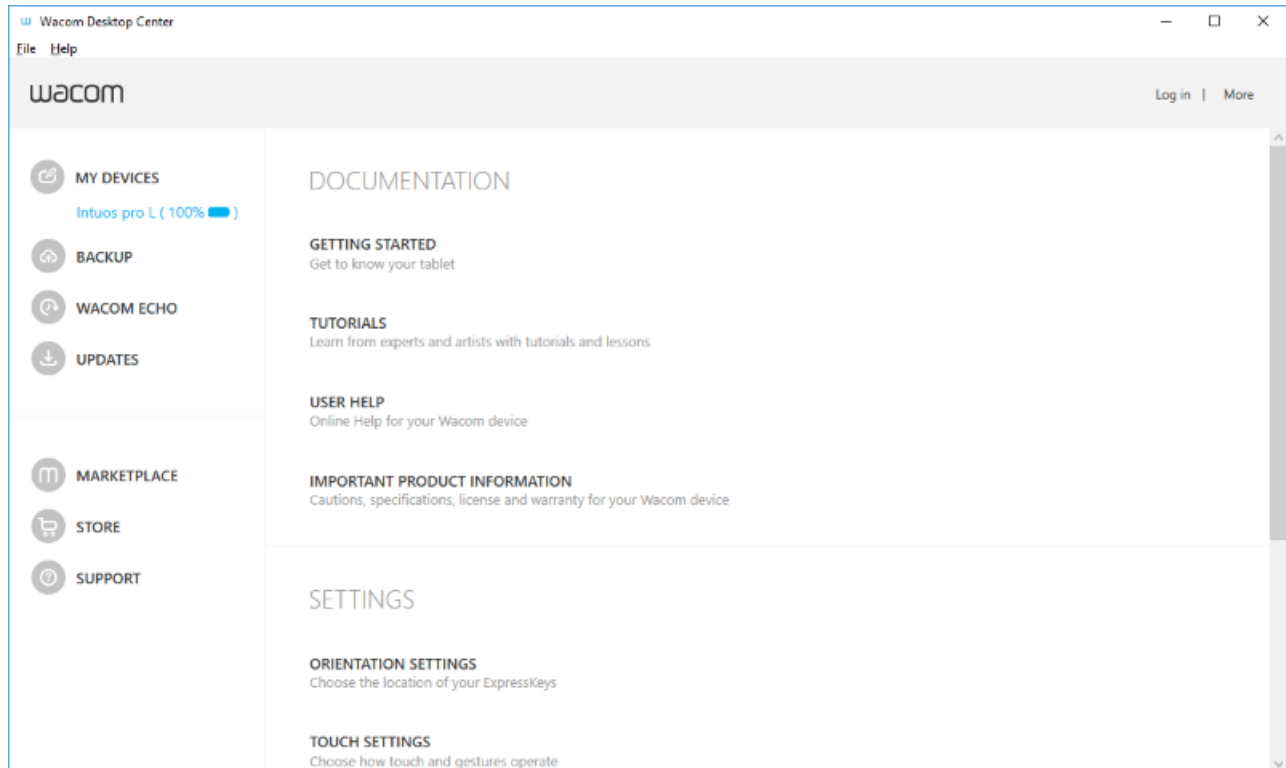 Wacom Desktop Center
File Help
wacom
Log in | More
MY DEVICES
Intuos pro L ( 100% )
BACKUP
WACOM ECHO
UPDATES
MARKETPLACE
STORE
SUPPORT
DOCUMENTATION
GETTING STARTED
Get to know your tablet
TUTORIALS
Learn from experts and artists with tutorials and lessons
USER HELP
Online Help for your Wacom device
IMPORTANT PRODUCT INFORMATION
Cautions, specifications, license and warranty for your Wacom device
SETTINGS
ORIENTATION SETTINGS
Choose the location of your ExpressKeys
TOUCH SETTINGS
Choose how touch and gestures operate